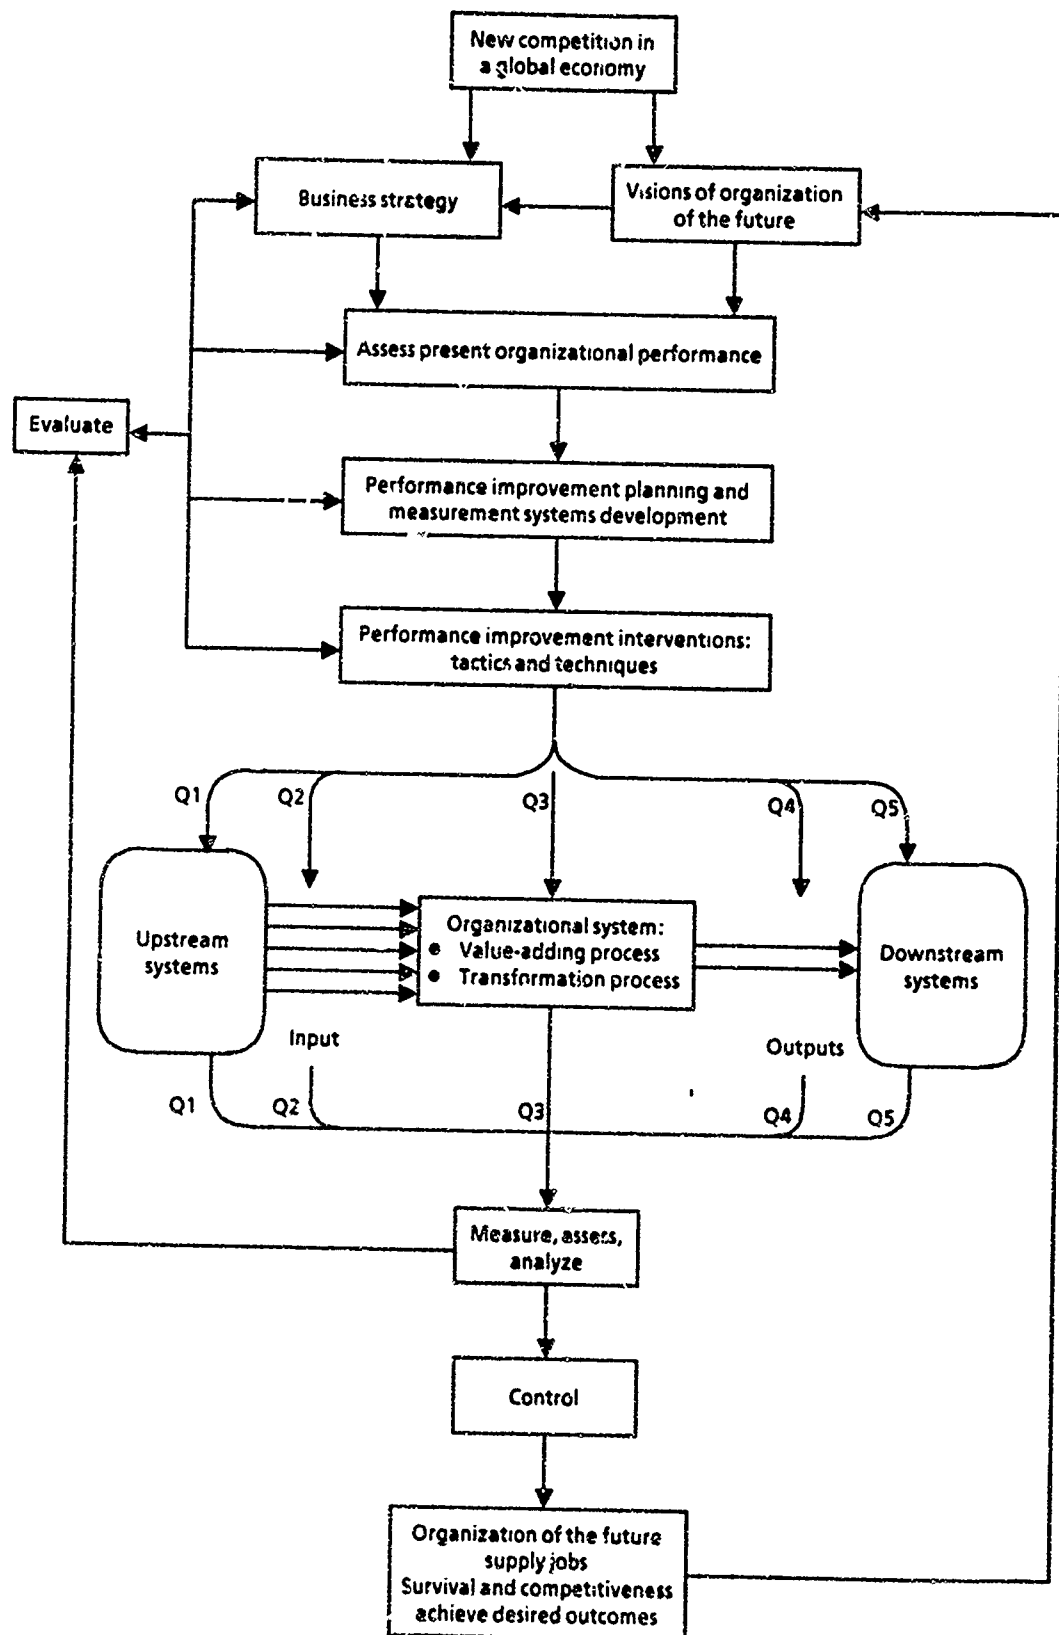 New competition in
a global economy
Business strategy
Visions of organization
of the future
Assess present organizational performance
Evaluate
Performance improvement planning and
measurement systems development
Performance improvement interventions:
tactics and techniques
Q1
Q2
Q3
Q4
Q5
Upstream
systems
Organizational system:
● Value-adding process
● Transformation process
Downstream
systems
Input
Outputs
Q1
Q2
Q3
Q4
Q5
Measure, assess,
analyze
Control
Organization of the future
supply jobs
Survival and competitiveness
achieve desired outcomes